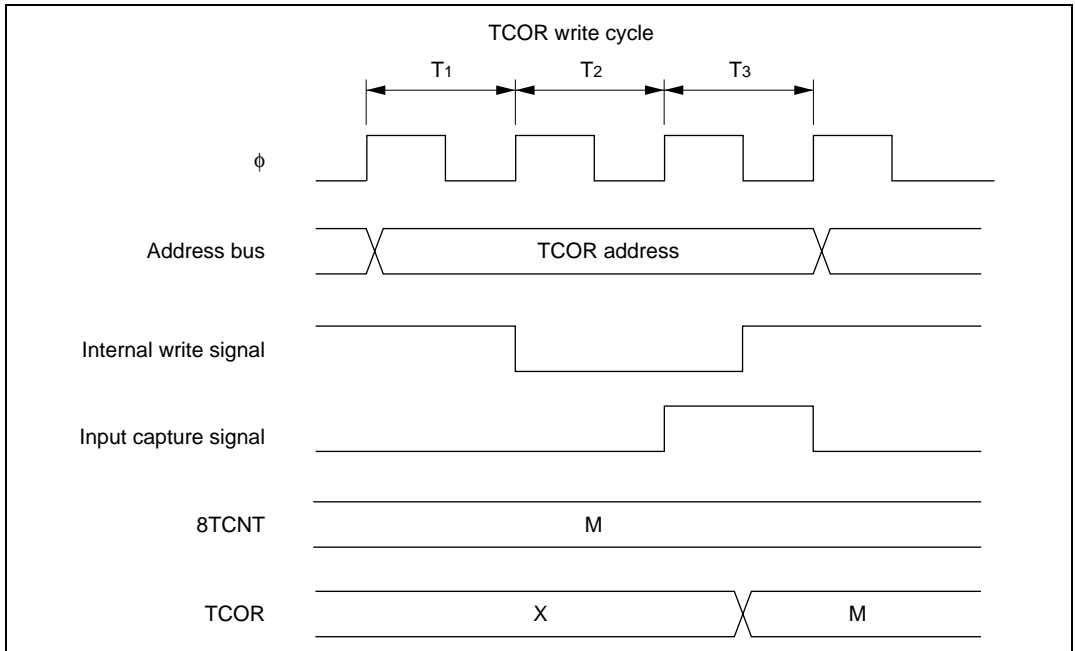 TCOR write cycle
T1 T2 T3
φ
Address bus TCOR address
Internal write signal
Input capture signal
8TCNT M
TCOR X M